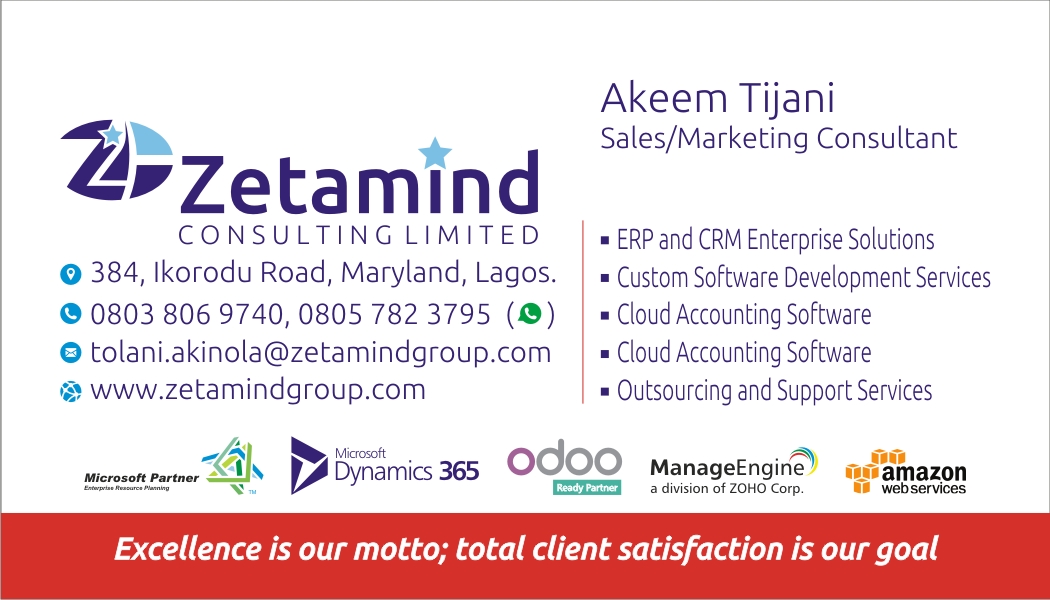 Akeem Tijani
Sales/Marketing Consultant
Zetamind
CONSULTING LIMITED
384, Ikorodu Road, Maryland, Lagos.
0803 806 9740, 0805 782 3795 ( )
tolani.akinola@zetamindgroup.com
www.zetamindgroup.com
ERP and CRM Enterprise Solutions
Custom Software Development Services
Cloud Accounting Software
Cloud Accounting Software
Outsourcing and Support Services
Microsoft Partner
Enterprise Resource Planning
TM
Microsoft
Dynamics 365
odoo
Ready Partner
ManageEngine
a division of ZOHO Corp.
amazon
web services
Excellence is our motto; total client satisfaction is our goal